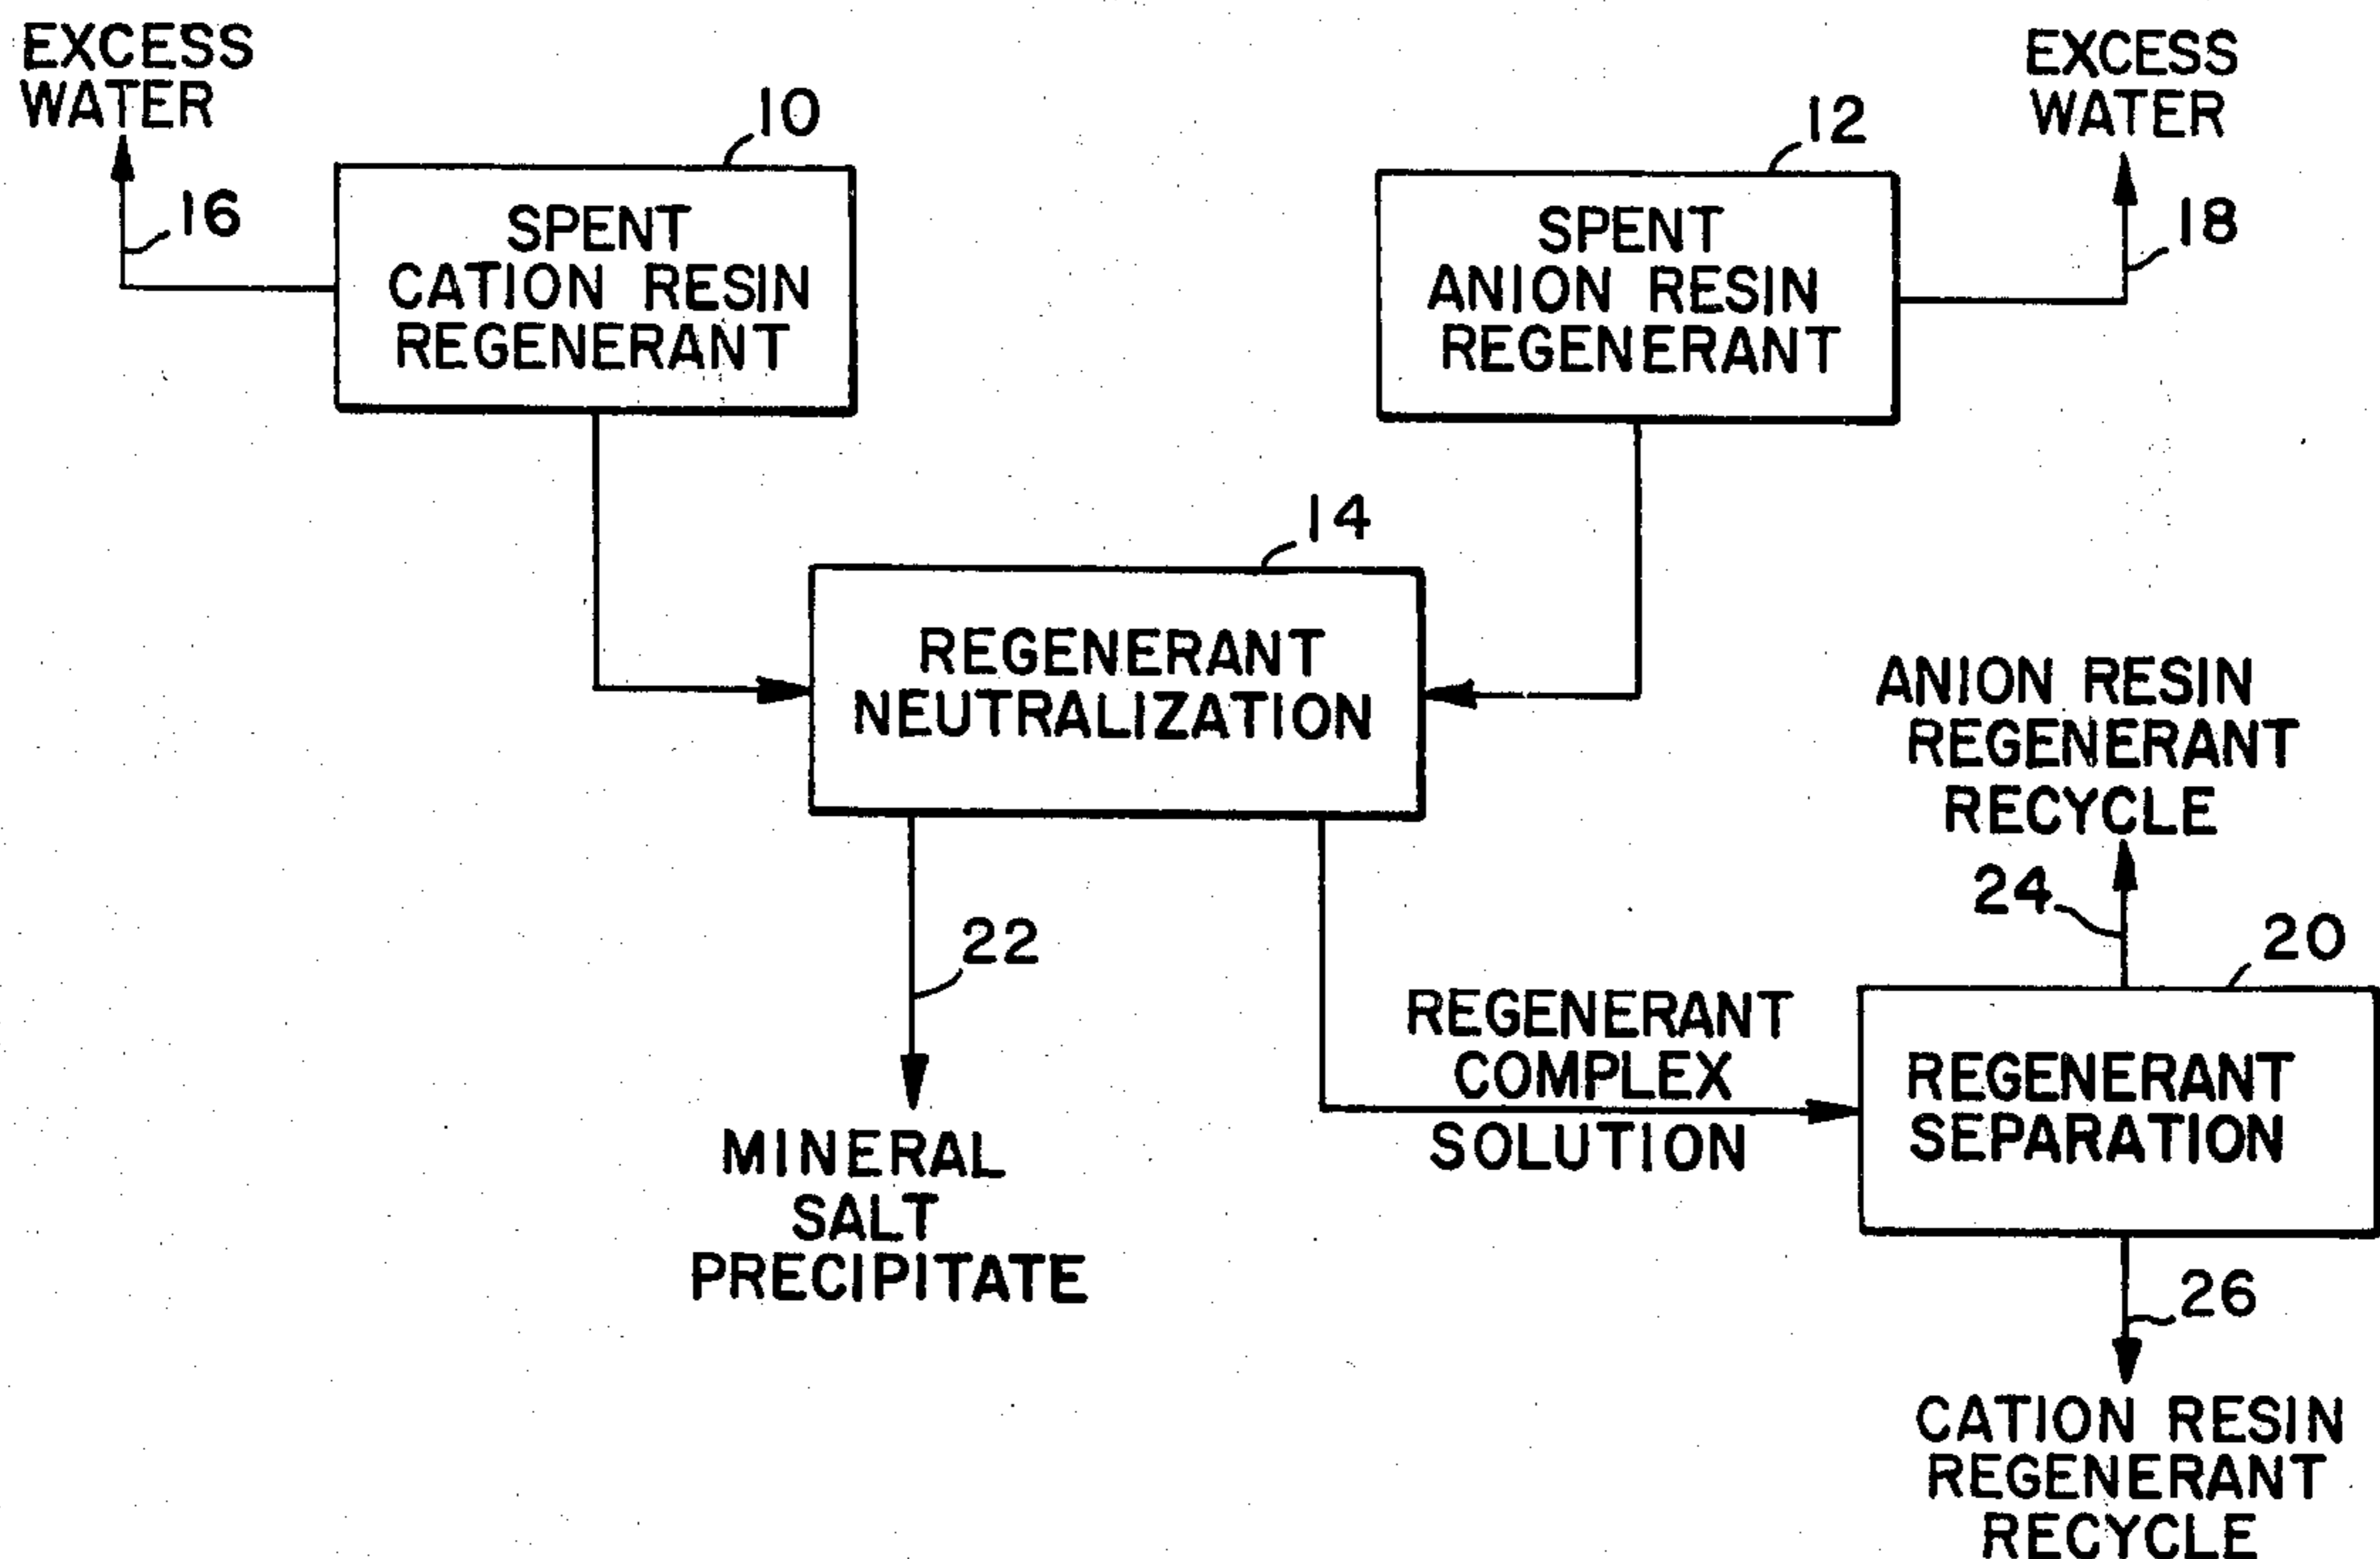 EXCESS
WATER
16
10
SPENT
CATION RESIN
REGENERANT
12
SPENT
ANION RESIN
REGENERANT
EXCESS
WATER
18
14
REGENERANT
NEUTRALIZATION
22
MINERAL
SALT
PRECIPITATE
REGENERANT
COMPLEX
SOLUTION
ANION RESIN
REGENERANT
RECYCLE
24
20
REGENERANT
SEPARATION
26
CATION RESIN
REGENERANT
RECYCLE